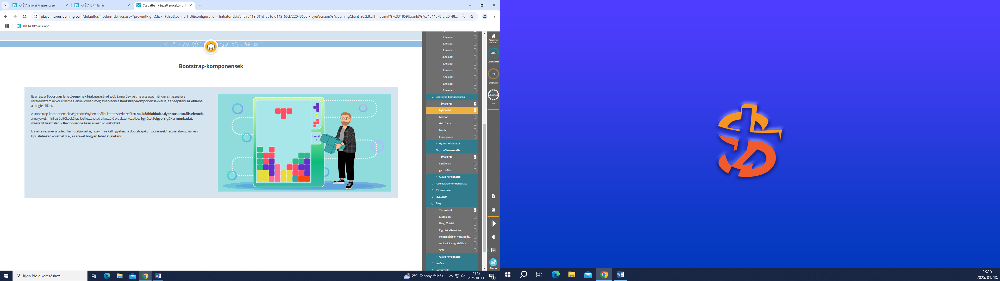 KRÉTA Iskolai Alaprendszer
KRÉTA DKT Tanár
Csapatban végzett projektmun
player.nexiuslearning.com/defaultui/modern-deliver.aspx?preventRightClick=False&cc=hu-HU&configuration=InitiatorId%7cff375419-3f1d-8c1c-d142-65d7220486a0!PlayerVersion%7clearningClient-20.2.8.2!TimeLimit%7c331859!UserId%7c31311c78-af20-48...
KRÉTA Iskolai Alapr...
Bootstrap-komponensek
Ez a rész a Bootstrap lehetőségeinek kiaknázásáról szól. Samu úgy véli, ha a csapat már úgyis használja a
rácsrendszert, akkor érdemes lenne jobban megismerkedni a Bootstrap-komponensekkel is, és beépíteni az oldalba
a megfelelőket.
A Bootstrap-komponensek végeredményben önálló, kötött szerkezetű HTML-kódblokkok. Olyan strukturális elemek,
amelyeket, mint az építőkockákat, beillesztheted a készülő oldalszerkezetbe. Egyrészt felgyorsítják a munkádat,
másrészt használatuk flexibilisebbé teszi a készülő weboldalt.
Ennek a résznek a videói bemutatják azt is, hogy mire kell figyelned a Bootstrap-komponensek használatakor, milyen
típushibákat követhetsz el, és ezeket hogyan lehet kijavítani.
Level
7
1. feladat
2. feladat
3. feladat
4. feladat
5. feladat
6. feladat
7. feladat
8. feladat
9. feladat
Bootstrap-komponensek
Témakörök
Nyitóoldal
Navbar
Grid Cards
Modal
Input group
Gyakorlófeladatok
Git, konfliktuskezelés
Témakörök
Nyitóoldal
git conflict
Gyakorlófeladatok
Az oldalak finomhangolása
CSS-validálás
JavaScript
Blog
Témakörök
Nyitóoldal
Blog, főoldal
Egy cikk elkészítése
Hozzászólások hozzáadás...
A cikkek kategorizálása
SEO
Gyakorlófeladatok
Lezárás
Záróprojekt
Tananyag
bezárása
28%
Előrehaladás
0%
Eredmény
5529:41
Idő
Menü
Írjon ide a kereséshez
2°C Többny. felhős
13:15
2025. 01. 13.
1
13:15
2025. 01. 13.